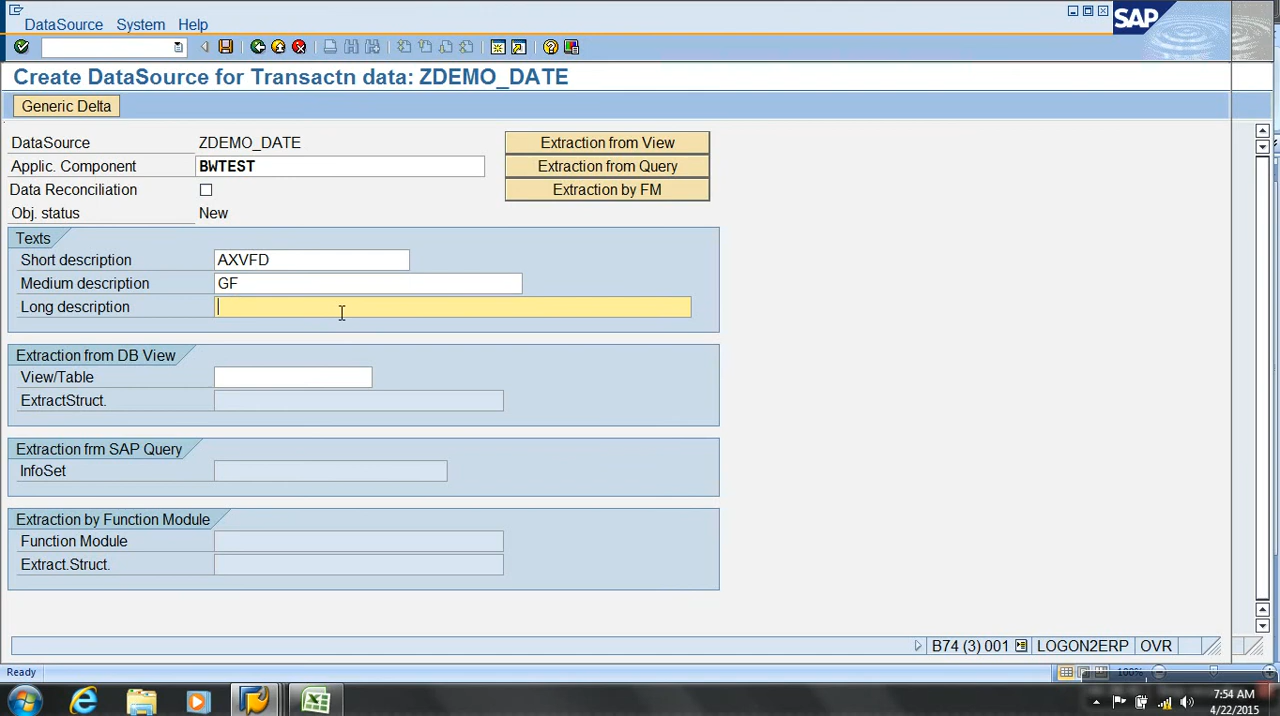 DataSource System Help
SAP
Create DataSource for Transactn data: ZDEMO_DATE
Generic Delta
DataSource ZDEMO_DATE Extraction from View
Applic. Component BWTEST Extraction from Query
Data Reconciliation Extraction by FM
Obj. status New
Texts
Short description AXVFD
Medium description GF
Long description
Extraction from DB View
View/Table
ExtractStruct.
Extraction frm SAP Query
InfoSet
Extraction by Function Module
Function Module
Extract.Struct.
B74 (3) 001 LOGON2ERP OVR
Ready 100%
7:54 AM
4/22/2015